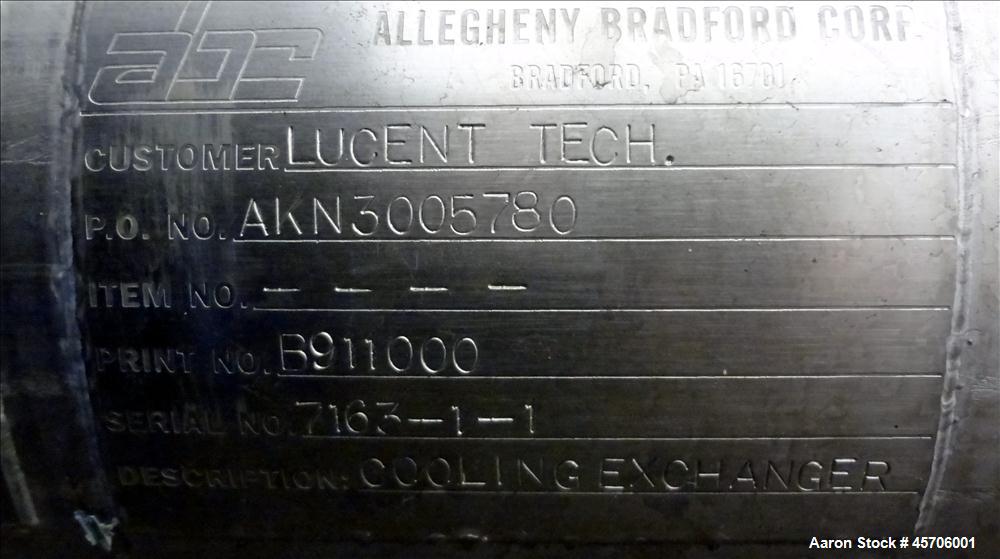 abc ALLEGHENY BRADFORD CORP.
BRADFORD, PA 16701
CUSTOMER LUCENT TECH.
P.O. NO. AKN3005780
ITEM NO. - - - -
PRINT NO. B911000
SERIAL NO. 7163-1-1
DESCRIPTION: COOLING EXCHANGER
Aaron Stock # 45706001